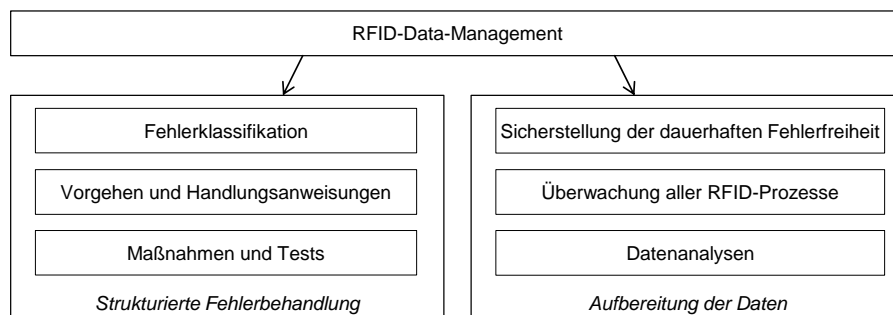 RFID-Data-Management
Fehlerklassifikation
Vorgehen und Handlungsanweisungen
Maßnahmen und Tests
Strukturierte Fehlerbehandlung
Sicherstellung der dauerhaften Fehlerfreiheit
Überwachung aller RFID-Prozesse
Datenanalysen
Aufbereitung der Daten